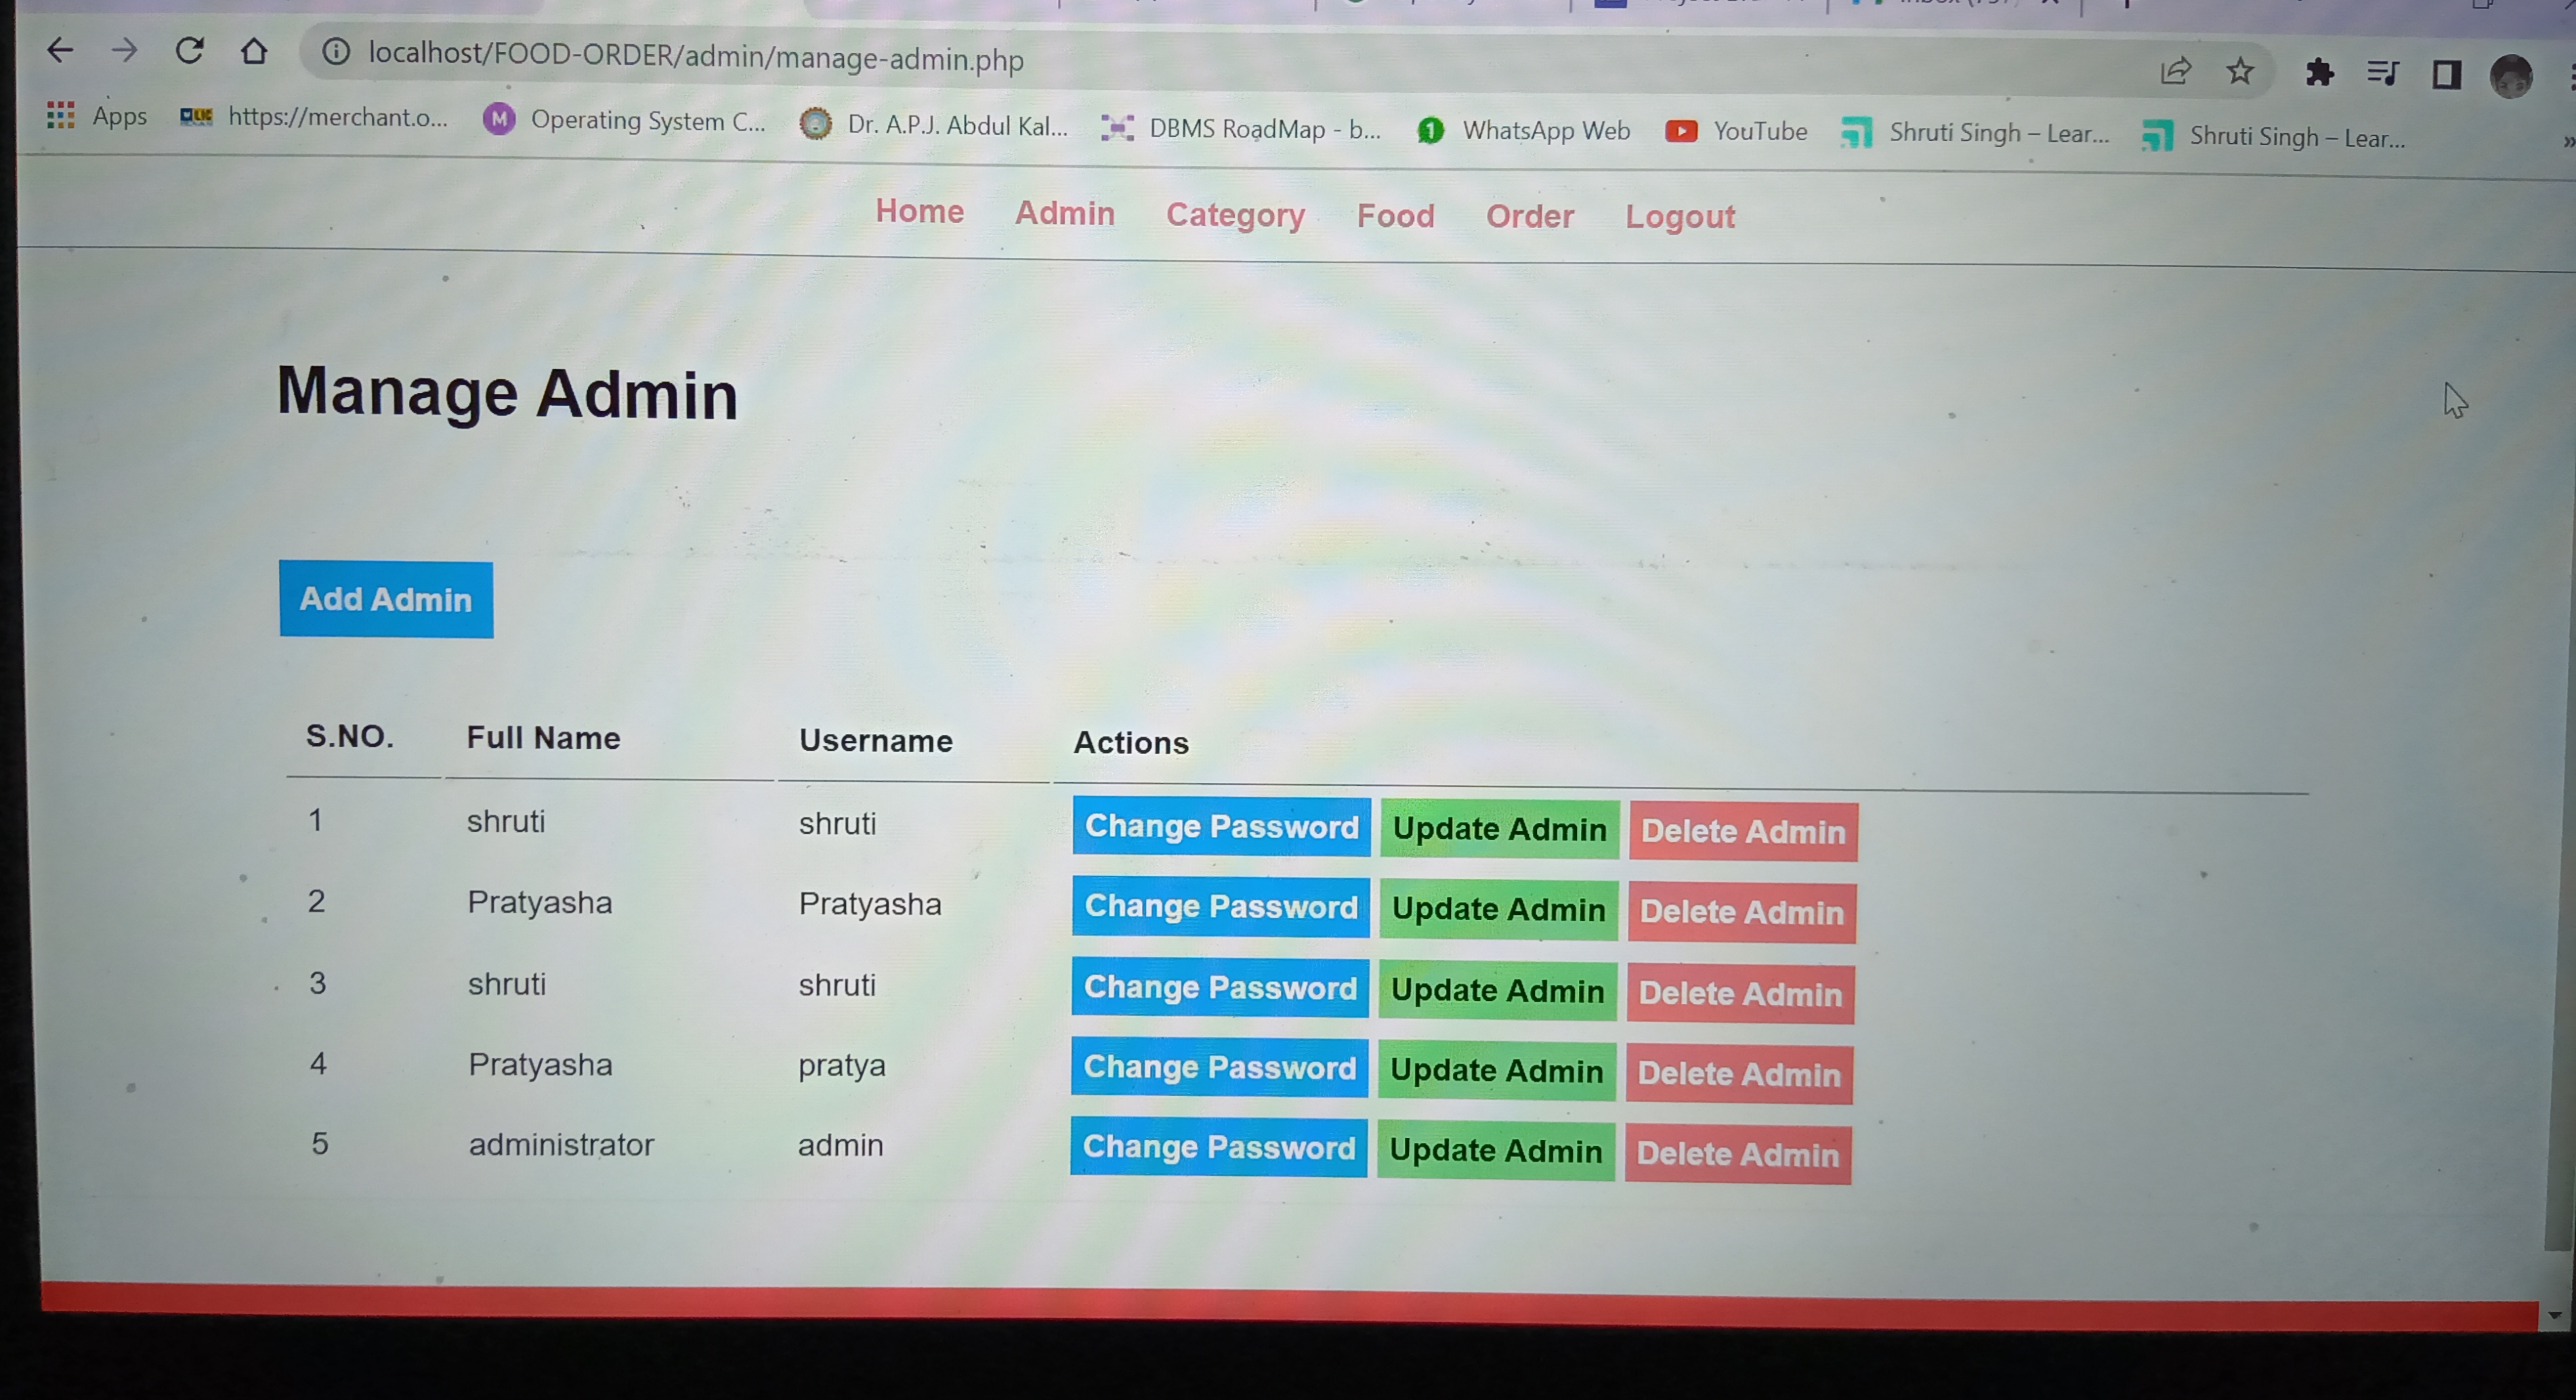 localhost/FOOD-ORDER/admin/manage-admin.php
Apps https://merchant.o... M Operating System C... Dr. A.P.J. Abdul Kal... DBMS RoadMap - b... 1 WhatsApp Web YouTube Shruti Singh – Lear... Shruti Singh – Lear... »
Home Admin Category Food Order Logout
Manage Admin
Add Admin
S.NO. Full Name Username Actions
1 shruti shruti Change Password Update Admin Delete Admin
2 Pratyasha Pratyasha Change Password Update Admin Delete Admin
3 shruti shruti Change Password Update Admin Delete Admin
4 Pratyasha pratya Change Password Update Admin Delete Admin
5 administrator admin Change Password Update Admin Delete Admin